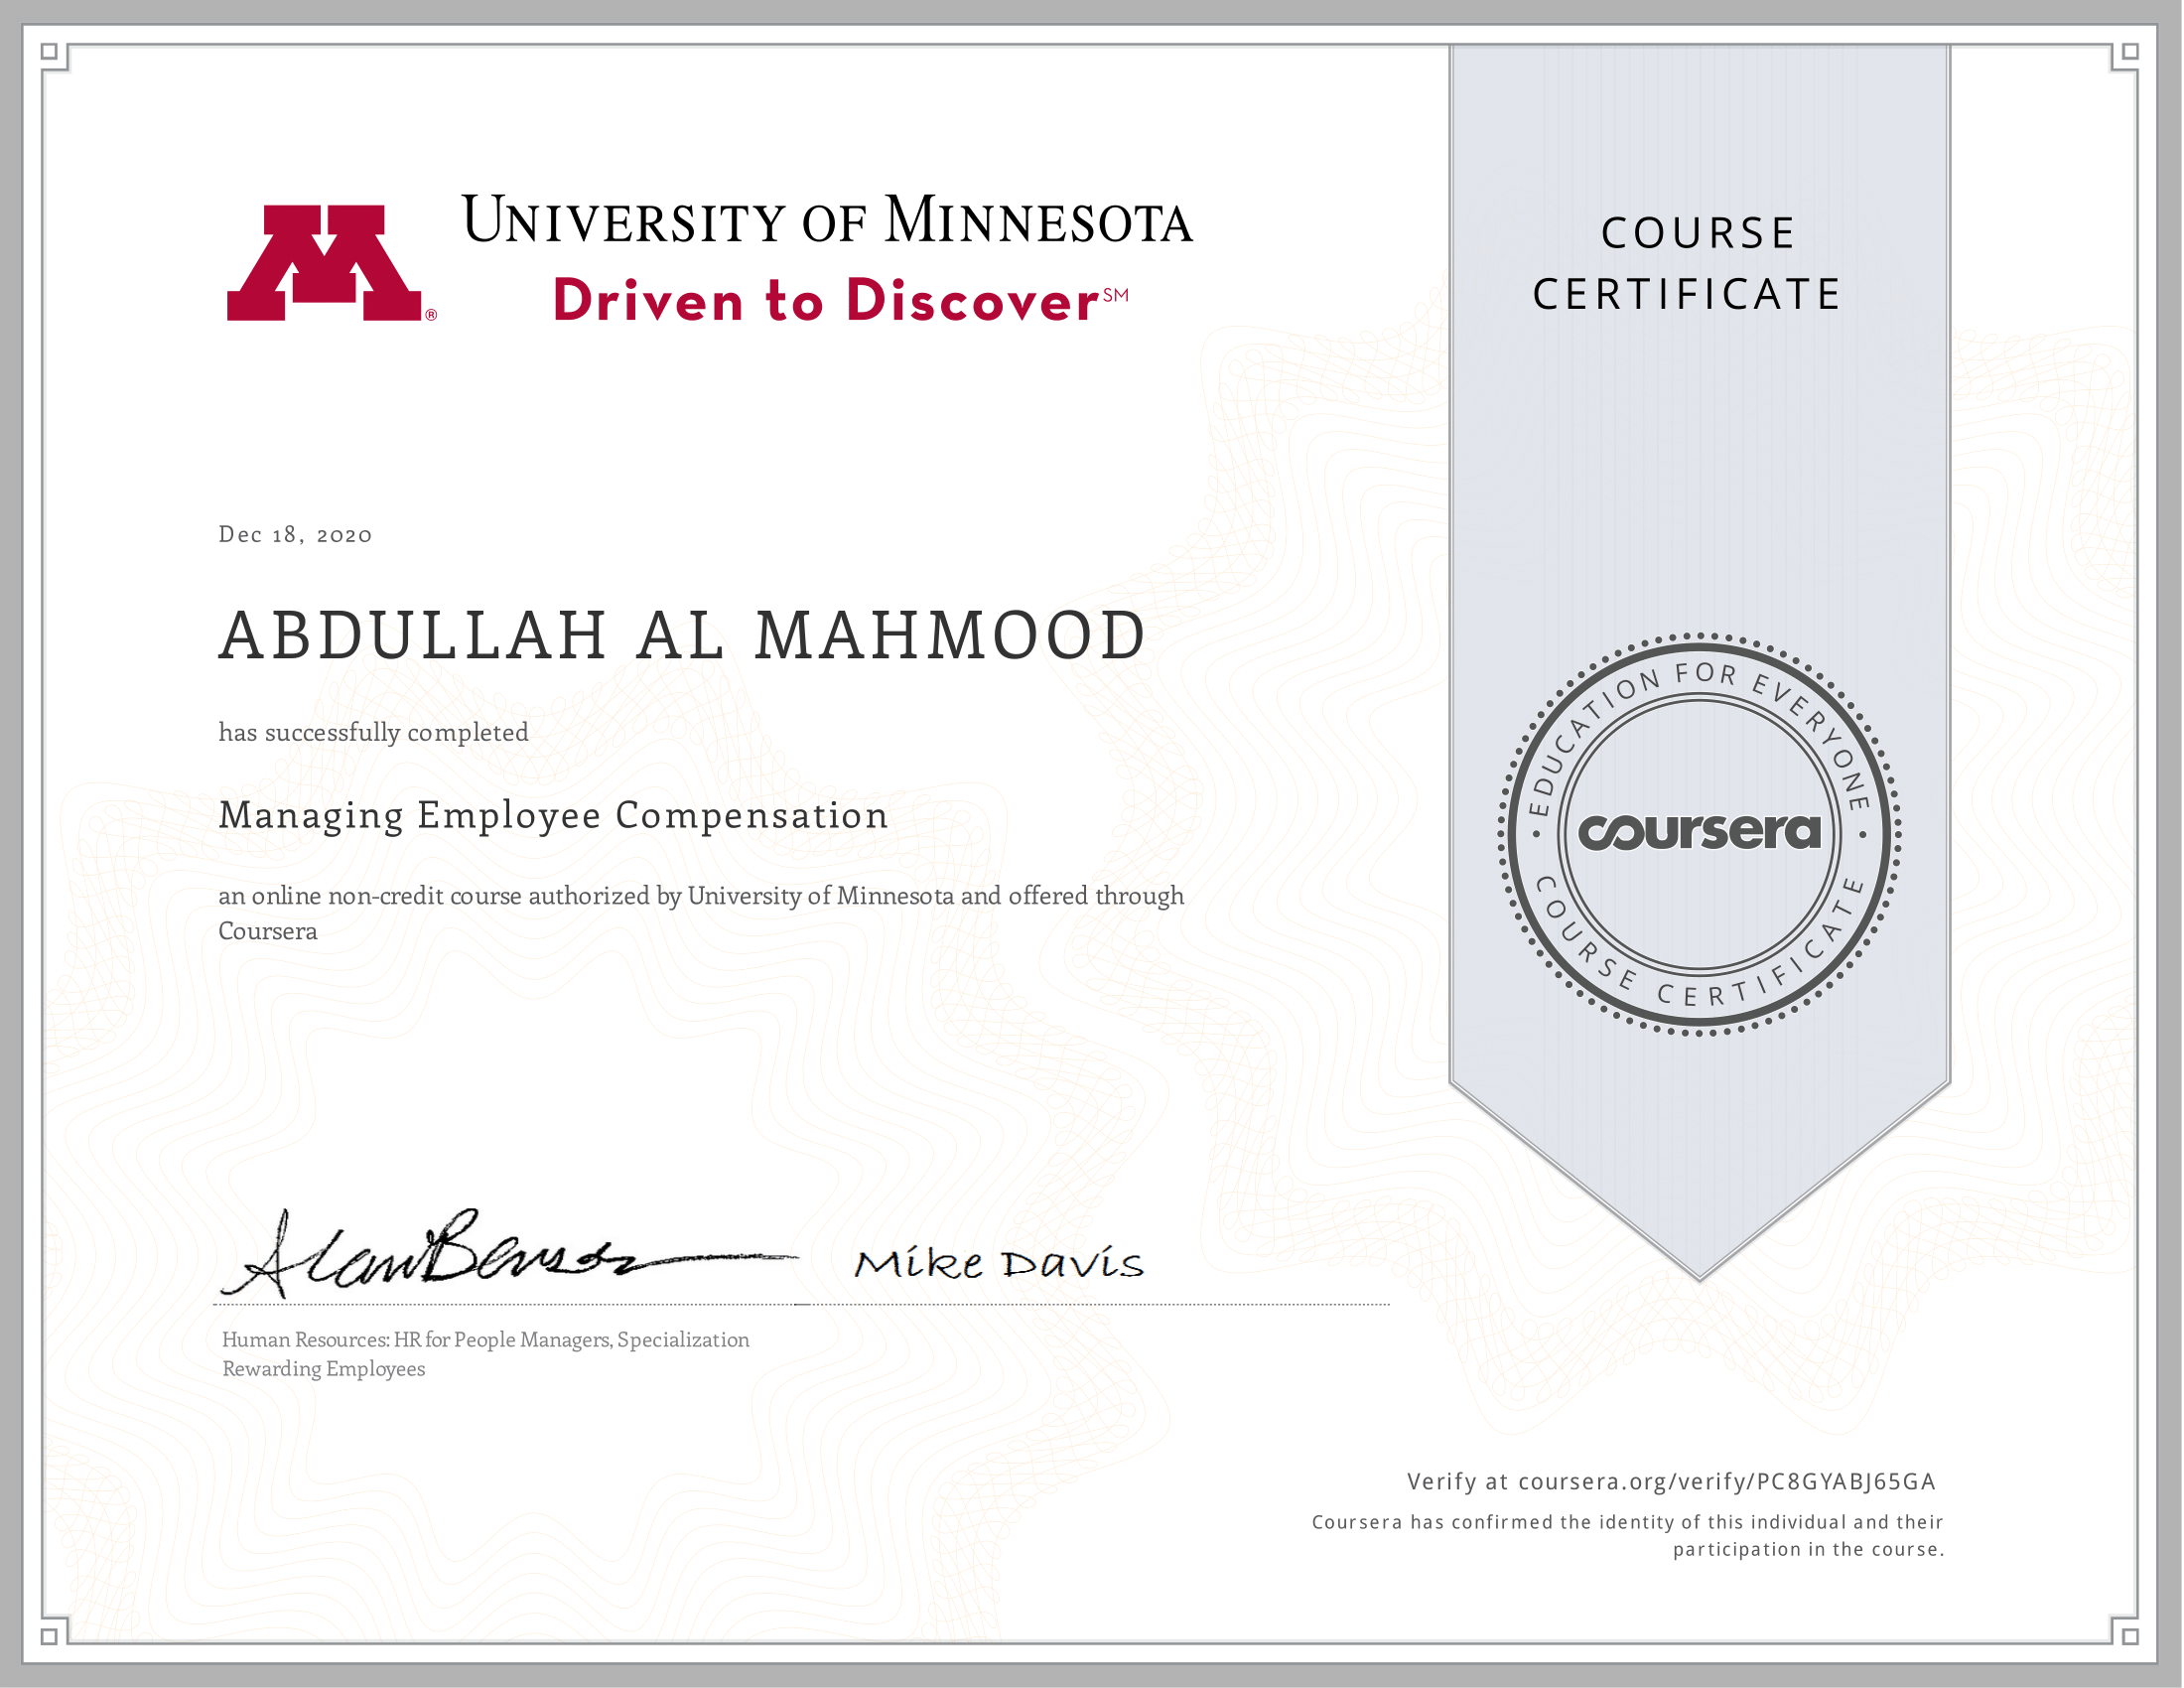 UNIVERSITY OF MINNESOTA
Driven to Discover℠
®
COURSE
CERTIFICATE
Dec 18, 2020
ABDULLAH AL MAHMOOD
has successfully completed
Managing Employee Compensation
an online non-credit course authorized by University of Minnesota and offered through
Coursera
• EDUCATION FOR EVERYONE •
coursera
COURSE CERTIFICATE
Alan Benson
Mike Davis
Human Resources: HR for People Managers, Specialization
Rewarding Employees
Verify at coursera.org/verify/PC8GYABJ65GA
Coursera has confirmed the identity of this individual and their
participation in the course.